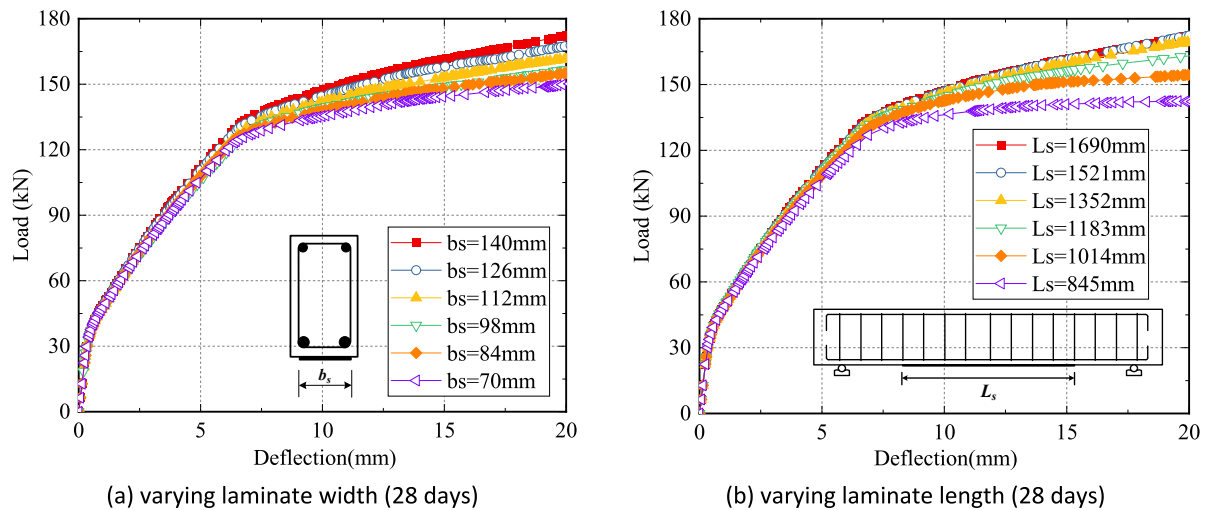 180
150
120
90
60
30
0
Load (kN)
0 5 10 15 20
Deflection(mm)
bs=140mm
bs=126mm
bs=112mm
bs=98mm
bs=84mm
bs=70mm
bs
(a) varying laminate width (28 days)
180
150
120
90
60
30
0
Load (kN)
0 5 10 15 20
Deflection(mm)
Ls=1690mm
Ls=1521mm
Ls=1352mm
Ls=1183mm
Ls=1014mm
Ls=845mm
Ls
(b) varying laminate length (28 days)